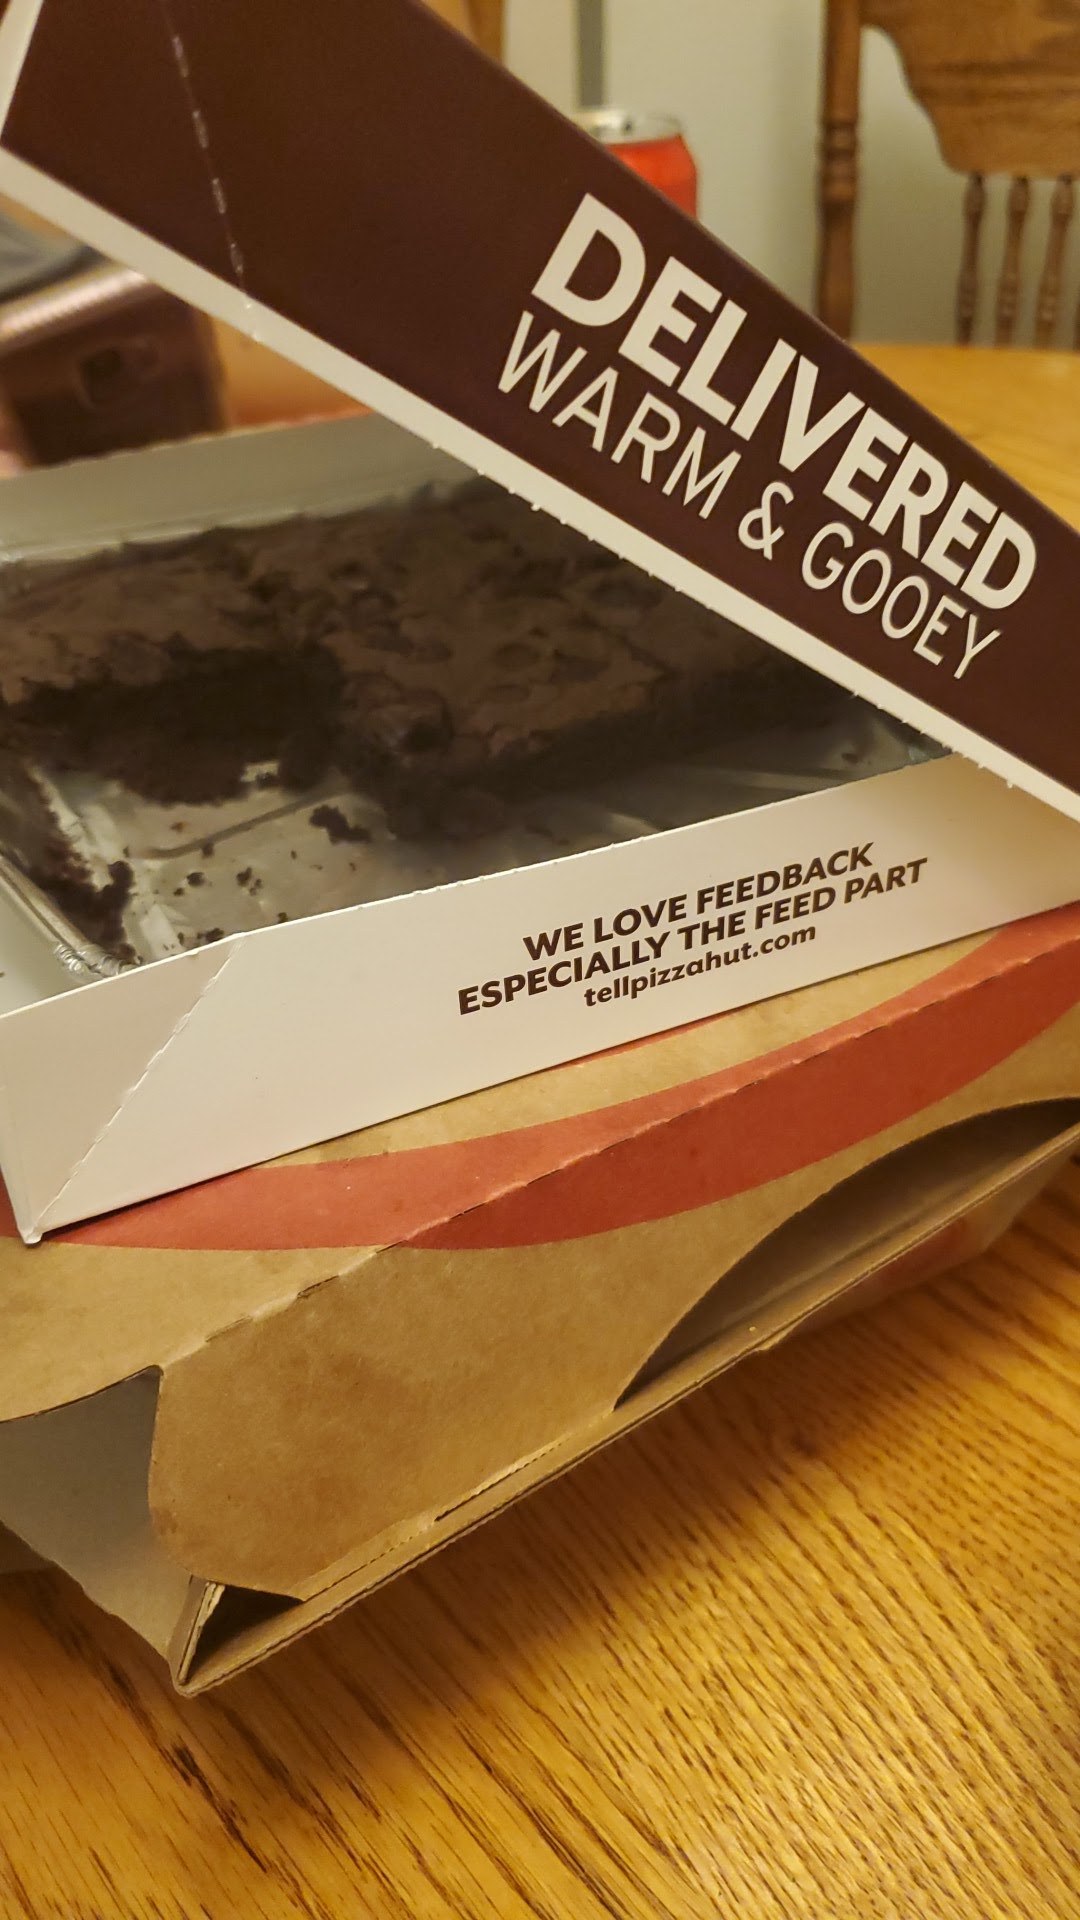 DELIVERED
WARM & GOOEY
WE LOVE FEEDBACK
ESPECIALLY THE FEED PART
tellpizzahut.com